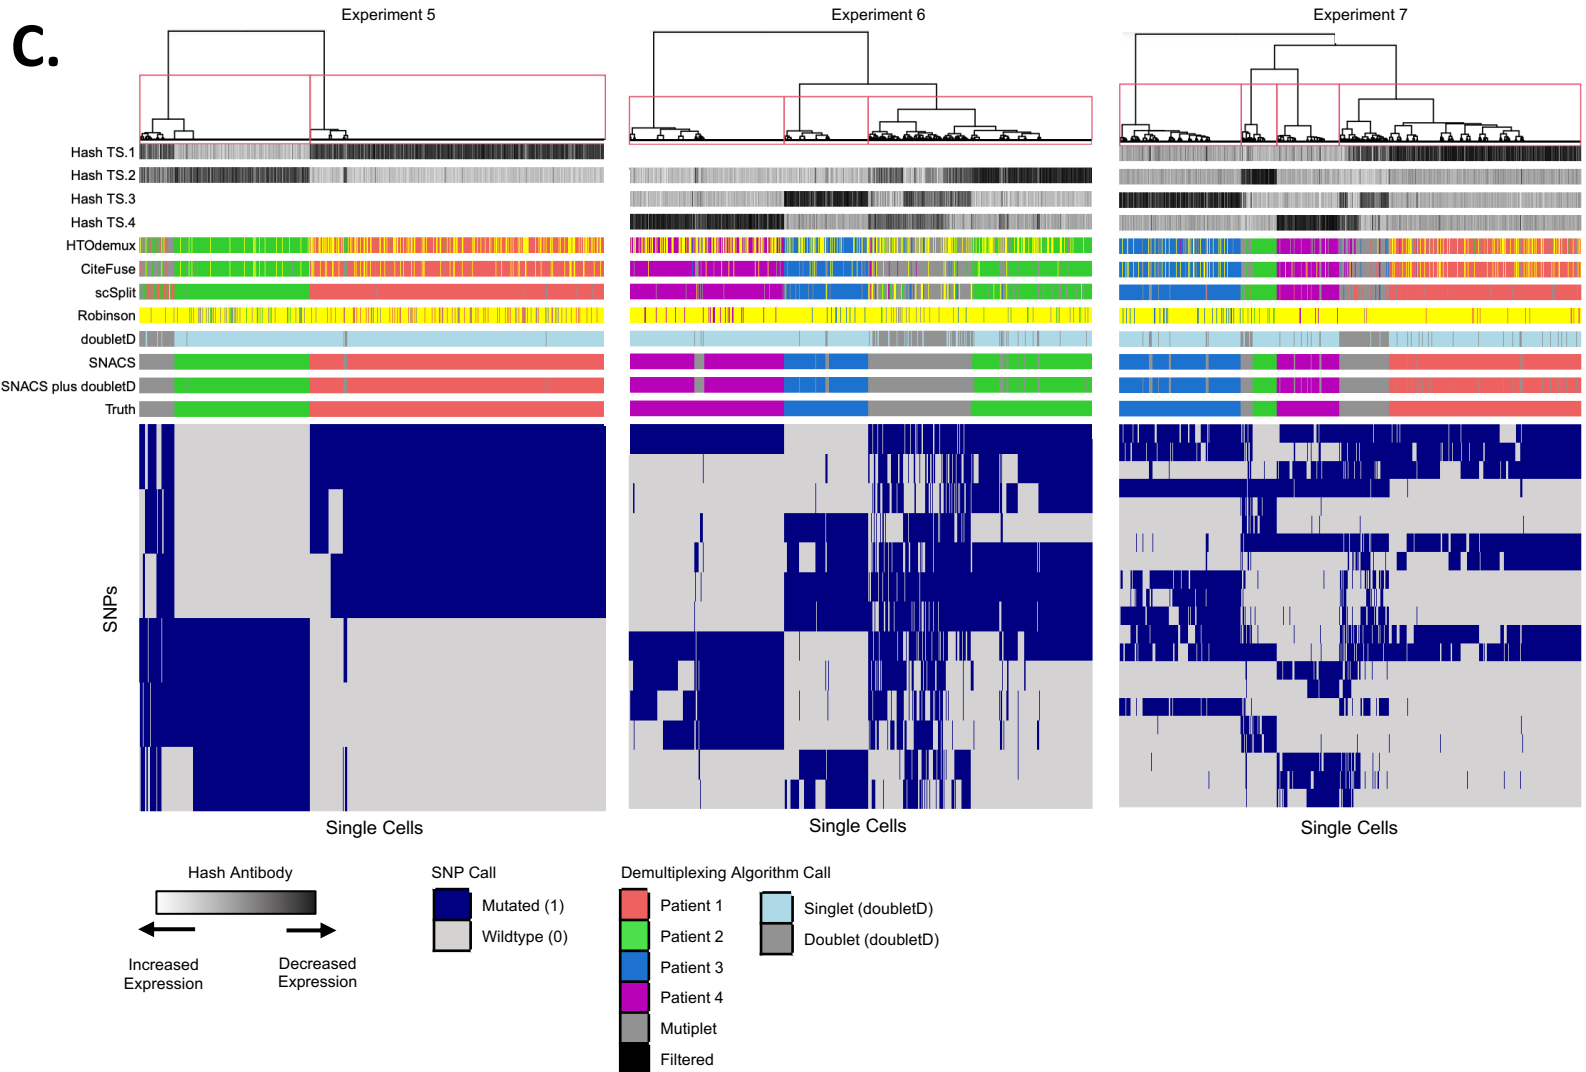 C.
Experiment 5
Experiment 6
Experiment 7
Hash TS.1
Hash TS.2
Hash TS.3
Hash TS.4
HTOdemux
CiteFuse
scSplit
Robinson
doubletD
SNACS
SNACS plus doubletD
Truth
SNPs
Single Cells
Single Cells
Single Cells
Hash Antibody
Increased
Expression
Decreased
Expression
SNP Call
Mutated (1)
Wildtype (0)
Demultiplexing Algorithm Call
Patient 1
Patient 2
Patient 3
Patient 4
Mutiplet
Filtered
Singlet (doubletD)
Doublet (doubletD)